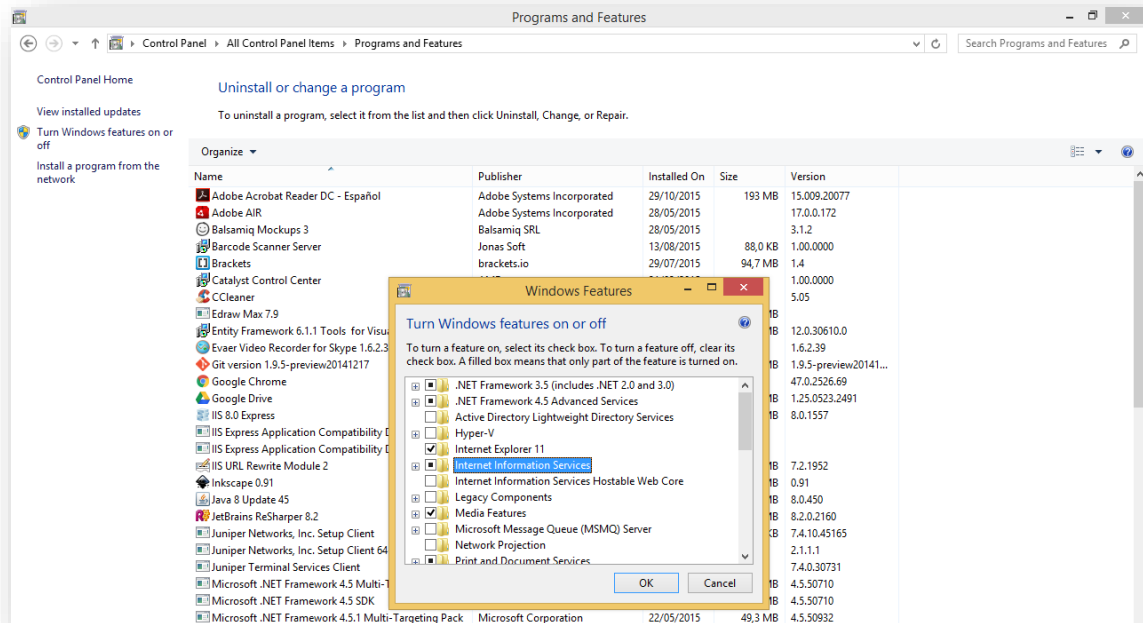 Programs and Features
Control Panel All Control Panel Items Programs and Features
Search Programs and Features
Control Panel Home
View installed updates
Turn Windows features on or
off
Install a program from the
network
Uninstall or change a program
To uninstall a program, select it from the list and then click Uninstall, Change, or Repair.
Organize
Name Publisher Installed On Size Version
Adobe Acrobat Reader DC - Español Adobe Systems Incorporated 29/10/2015 193 MB 15.009.20077
Adobe AIR Adobe Systems Incorporated 28/05/2015 17.0.0.172
Balsamiq Mockups 3 Balsamiq SRL 28/05/2015 3.1.2
Barcode Scanner Server Jonas Soft 13/08/2015 88,0 KB 1.00.0000
Brackets brackets.io 29/07/2015 94,7 MB 1.4
Catalyst Control Center 1.00.0000
CCleaner 5.05
Edraw Max 7.9 MB
Entity Framework 6.1.1 Tools for Visu MB 12.0.30610.0
Evaer Video Recorder for Skype 1.6.2.3 1.6.2.39
Git version 1.9.5-preview20141217 MB 1.9.5-preview20141...
Google Chrome 47.0.2526.69
Google Drive MB 1.25.0523.2491
IIS 8.0 Express MB 8.0.1557
IIS Express Application Compatibility D
IIS Express Application Compatibility D
IIS URL Rewrite Module 2 MB 7.2.1952
Inkscape 0.91 MB 0.91
Java 8 Update 45 MB 8.0.450
JetBrains ReSharper 8.2 MB 8.2.0.2160
Juniper Networks, Inc. Setup Client KB 7.4.10.45165
Juniper Networks, Inc. Setup Client 64 2.1.1.1
Juniper Terminal Services Client 7.4.0.30731
Microsoft .NET Framework 4.5 Multi-T MB 4.5.50710
Microsoft .NET Framework 4.5 SDK MB 4.5.50710
Microsoft .NET Framework 4.5.1 Multi-Targeting Pack Microsoft Corporation 22/05/2015 49,3 MB 4.5.50932
Windows Features
Turn Windows features on or off
To turn a feature on, select its check box. To turn a feature off, clear its
check box. A filled box means that only part of the feature is turned on.
.NET Framework 3.5 (includes .NET 2.0 and 3.0)
.NET Framework 4.5 Advanced Services
Active Directory Lightweight Directory Services
Hyper-V
Internet Explorer 11
Internet Information Services
Internet Information Services Hostable Web Core
Legacy Components
Media Features
Microsoft Message Queue (MSMQ) Server
Network Projection
Print and Document Services
OK Cancel